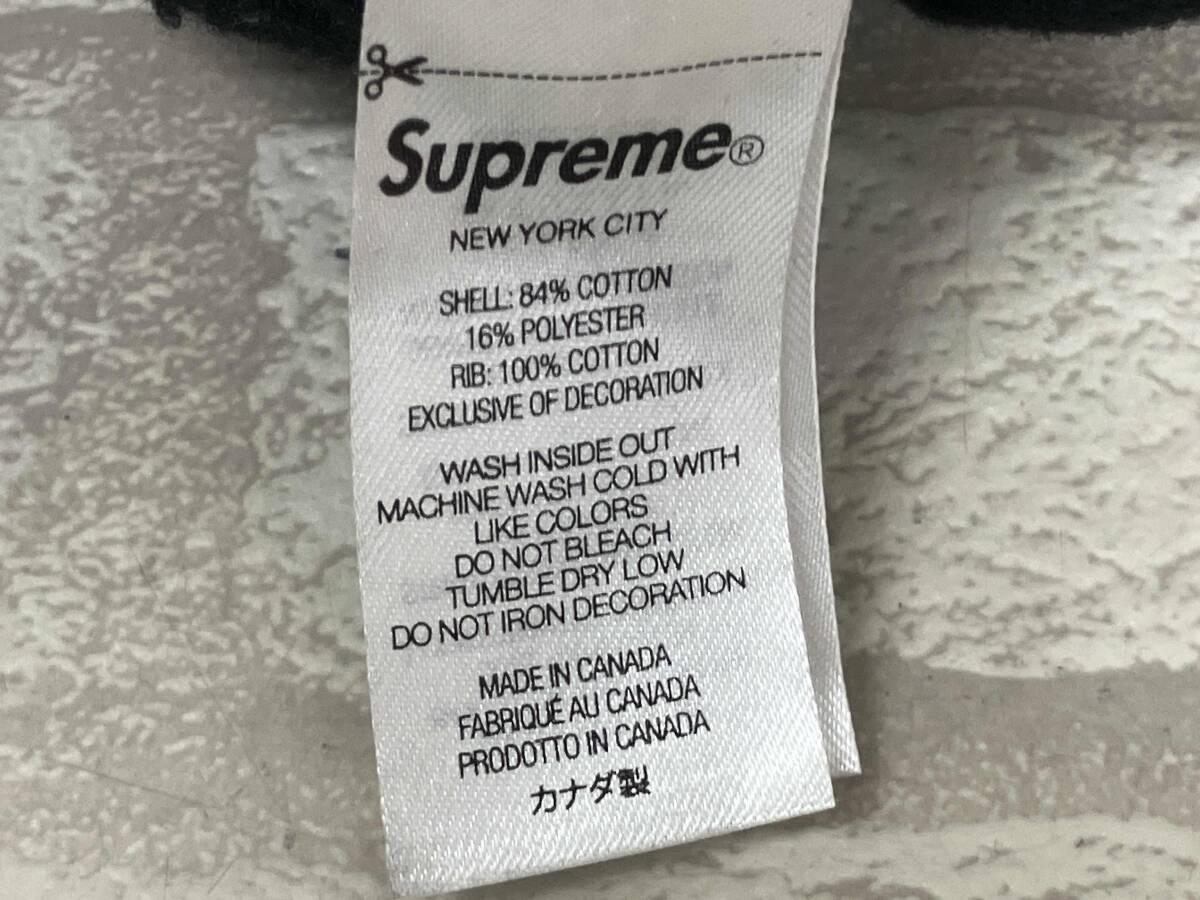 Supreme®
NEW YORK CITY
SHELL: 84% COTTON
16% POLYESTER
RIB: 100% COTTON
EXCLUSIVE OF DECORATION
WASH INSIDE OUT
MACHINE WASH COLD WITH
LIKE COLORS
DO NOT BLEACH
TUMBLE DRY LOW
DO NOT IRON DECORATION
MADE IN CANADA
FABRIQUÉ AU CANADA
PRODOTTO IN CANADA
カナダ製